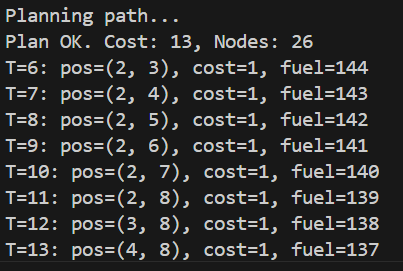 Planning path...
Plan OK. Cost: 13, Nodes: 26
T=6: pos=(2, 3), cost=1, fuel=144
T=7: pos=(2, 4), cost=1, fuel=143
T=8: pos=(2, 5), cost=1, fuel=142
T=9: pos=(2, 6), cost=1, fuel=141
T=10: pos=(2, 7), cost=1, fuel=140
T=11: pos=(2, 8), cost=1, fuel=139
T=12: pos=(3, 8), cost=1, fuel=138
T=13: pos=(4, 8), cost=1, fuel=137